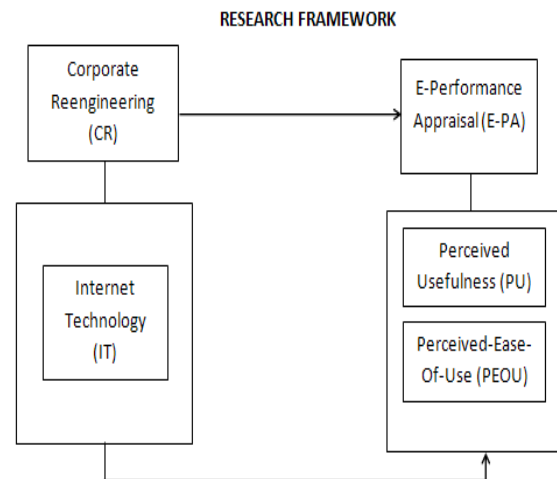 RESEARCH FRAMEWORK
Corporate
Reengineering
(CR)
E-Performance
Appraisal (E-PA)
Internet
Technology
(IT)
Perceived
Usefulness (PU)
Perceived-Ease-
Of-Use (PEOU)